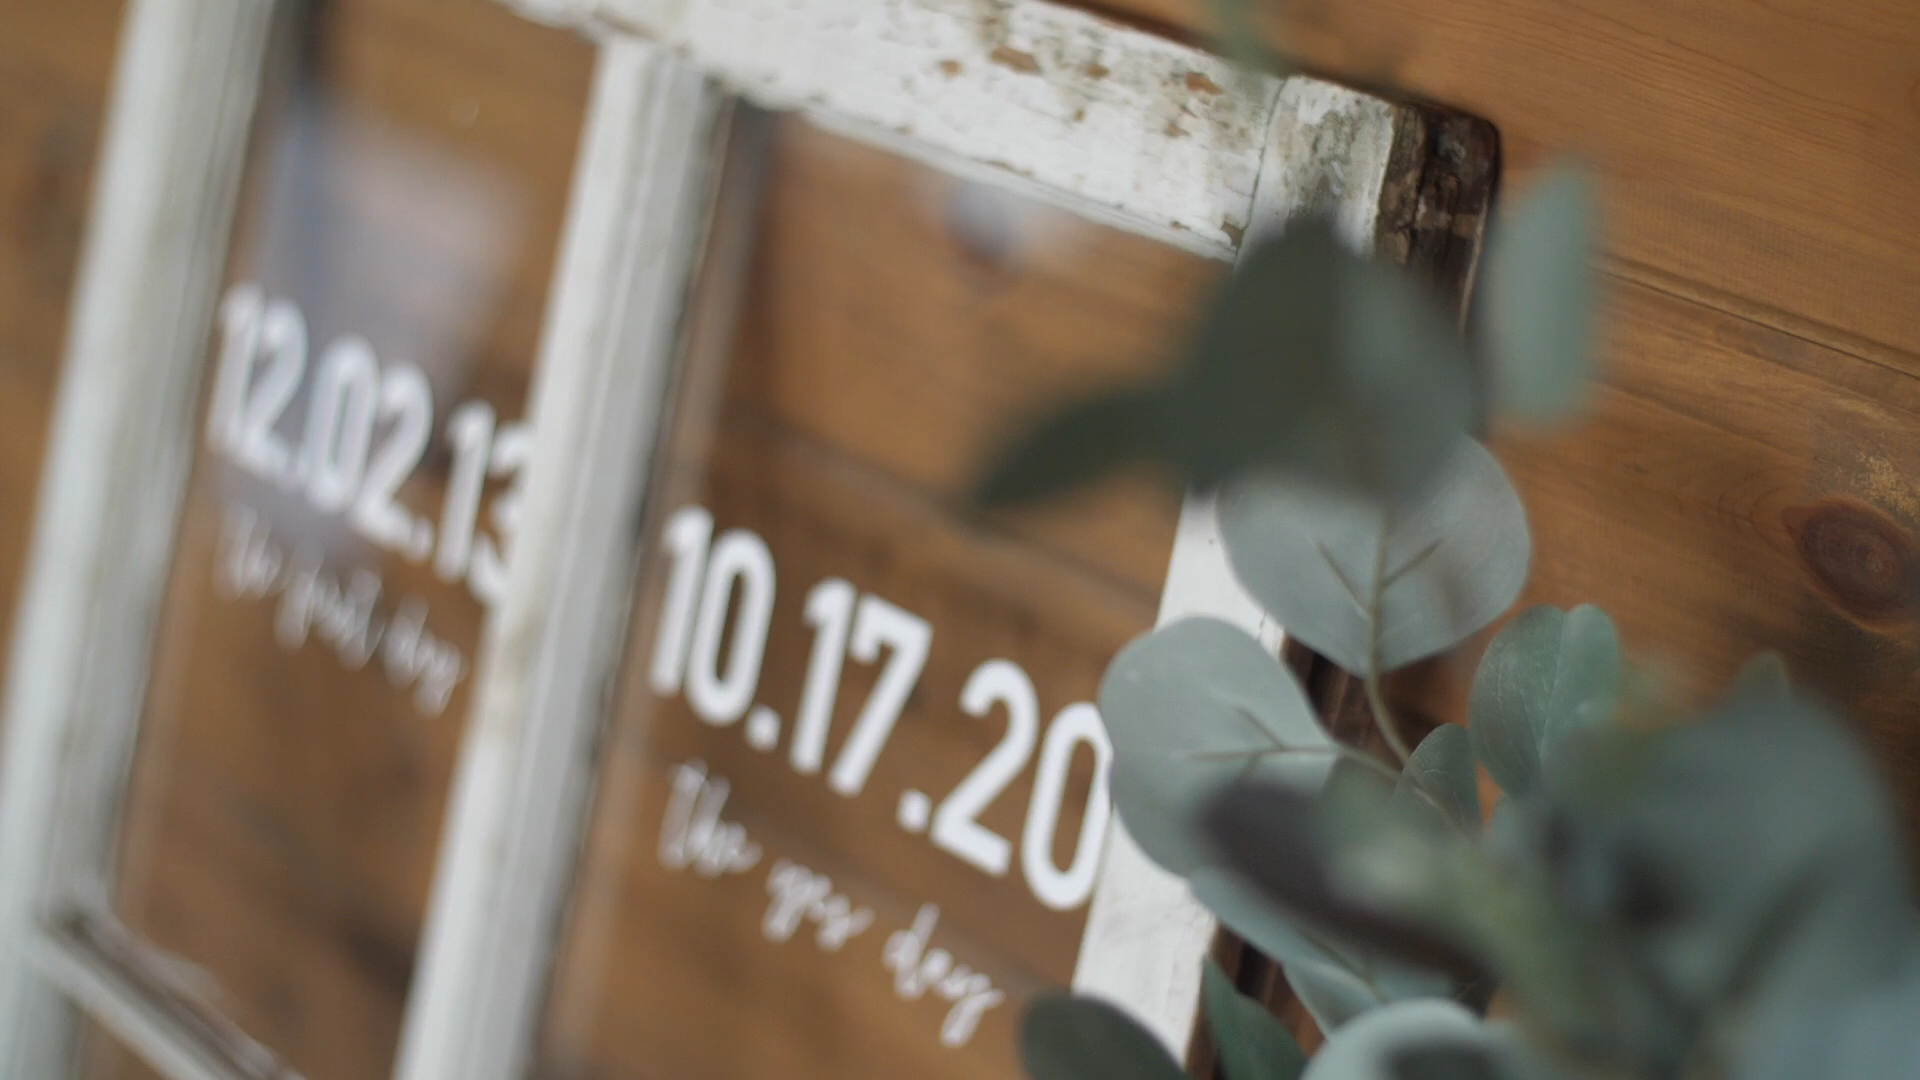 12.02.13
The first day
10.17.20
The yes day